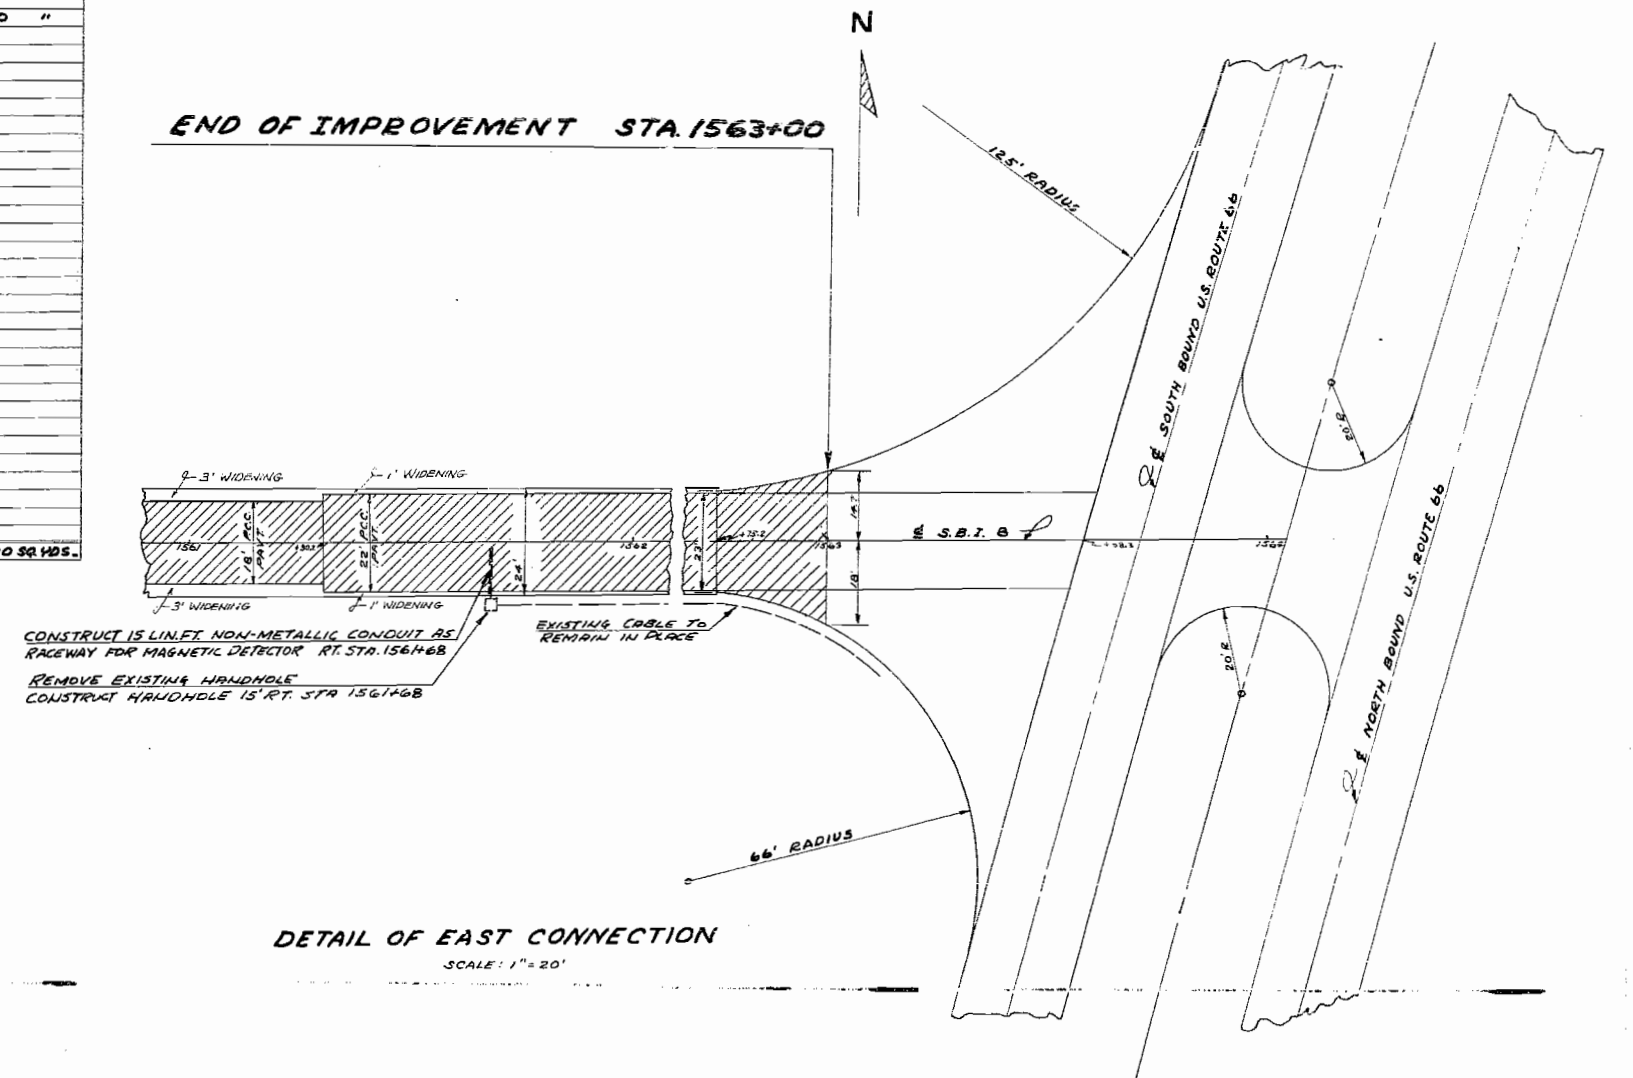 "
N
END OF IMPROVEMENT STA. 1563+00
125' RADIUS
℄ SOUTH BOUND U.S. ROUTE 66
20' R
3' WIDENING
1' WIDENING
18' P.C.C.
PAV'T.
22' P.C.C.
PAV'T.
24'
23'
18'
1561
1562
1563
℄ S.B.I. 8
0 SQ. YDS.
3' WIDENING
1' WIDENING
EXISTING CABLE TO
REMAIN IN PLACE
CONSTRUCT 15 LIN. FT. NON-METALLIC CONDUIT AS
RACEWAY FOR MAGNETIC DETECTOR RT. STA. 1561+68
REMOVE EXISTING HANDHOLE
CONSTRUCT HANDHOLE 15' RT. STA 1561+68
20' R
℄ NORTH BOUND U.S. ROUTE 66
66' RADIUS
DETAIL OF EAST CONNECTION
SCALE: 1" = 20'